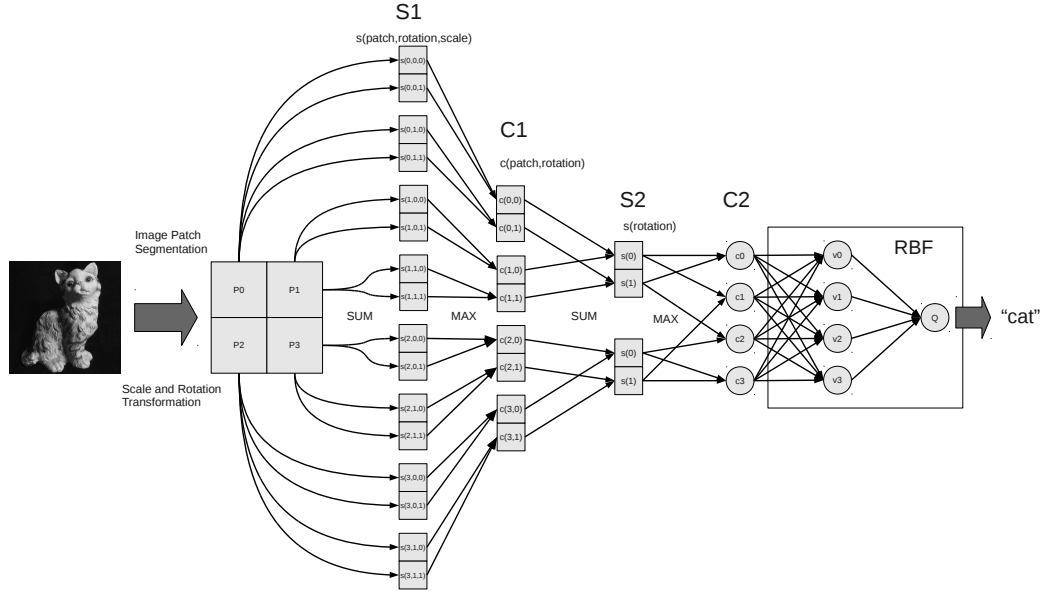 S1
s(patch,rotation,scale)
s(0,0,0)
s(0,0,1)
s(0,1,0)
s(0,1,1)
s(1,0,0)
s(1,0,1)
s(1,1,0)
s(1,1,1)
s(2,0,0)
s(2,0,1)
s(2,1,0)
s(2,1,1)
s(3,0,0)
s(3,0,1)
s(3,1,0)
s(3,1,1)
Image Patch
Segmentation
P0
P1
P2
P3
Scale and Rotation
Transformation
SUM
MAX
C1
c(patch,rotation)
c(0,0)
c(0,1)
c(1,0)
c(1,1)
c(2,0)
c(2,1)
c(3,0)
c(3,1)
SUM
S2
s(rotation)
s(0)
s(1)
s(0)
s(1)
MAX
C2
c0
c1
c2
c3
RBF
v0
v1
v2
v3
Q
“cat”